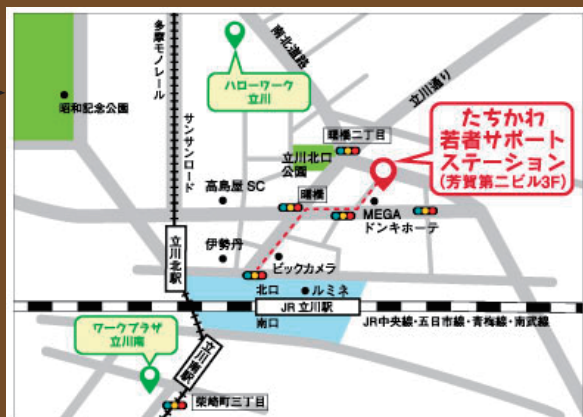 多摩モノレール
南北道路
立川通り
昭和記念公園
ハローワーク
立川
サンサンロード
曙橋二丁目
立川北口
公園
たちかわ
若者サポート
ステーション
(芳賀第二ビル3F)
高島屋 SC
曙橋
MEGA
ドンキホーテ
立川北駅
伊勢丹
ビックカメラ
北口
ルミネ
JR 立川駅
南口
JR中央線・五日市線・青梅線・南武線
ワークプラザ
立川南
立川南駅
柴崎町三丁目